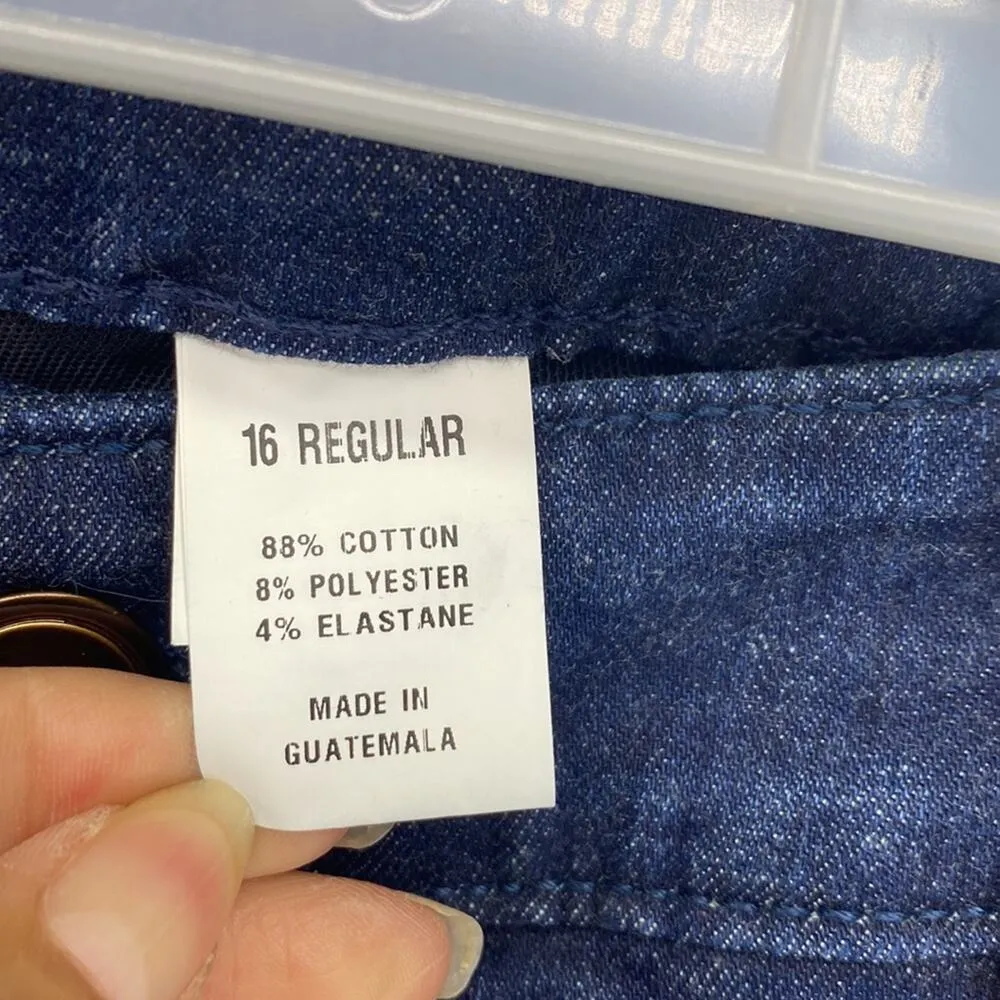 16 REGULAR
88% COTTON
8% POLYESTER
4% ELASTANE
MADE IN
GUATEMALA